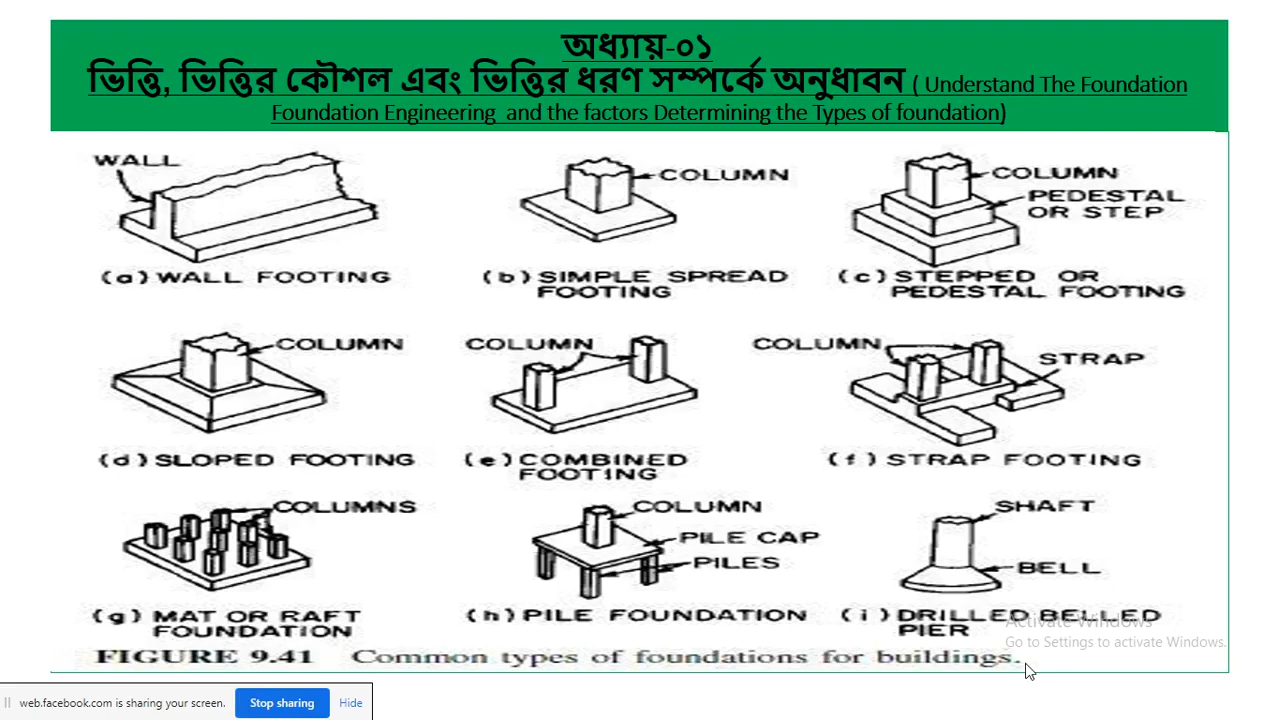 অধ্যায়-০১
ভিত্তি, ভিত্তির কৌশল এবং ভিত্তির ধরণ সম্পর্কে অনুধাবন ( Understand The Foundation
Foundation Engineering and the factors Determining the Types of foundation)
WALL
COLUMN
COLUMN
PEDESTAL
OR STEP
(a) WALL FOOTING
(b) SIMPLE SPREAD
FOOTING
(c) STEPPED OR
PEDESTAL FOOTING
COLUMN
COLUMN
COLUMN
STRAP
(d) SLOPED FOOTING
(e) COMBINED
FOOTING
(f) STRAP FOOTING
COLUMNS
COLUMN
PILE CAP
PILES
SHAFT
BELL
(g) MAT OR RAFT
FOUNDATION
(h) PILE FOUNDATION
(i) DRILLED BELLED
PIER
Activate Windows
Go to Settings to activate Windows.
FIGURE 9.41 Common types of foundations for buildings.
web.facebook.com is sharing your screen. Stop sharing Hide